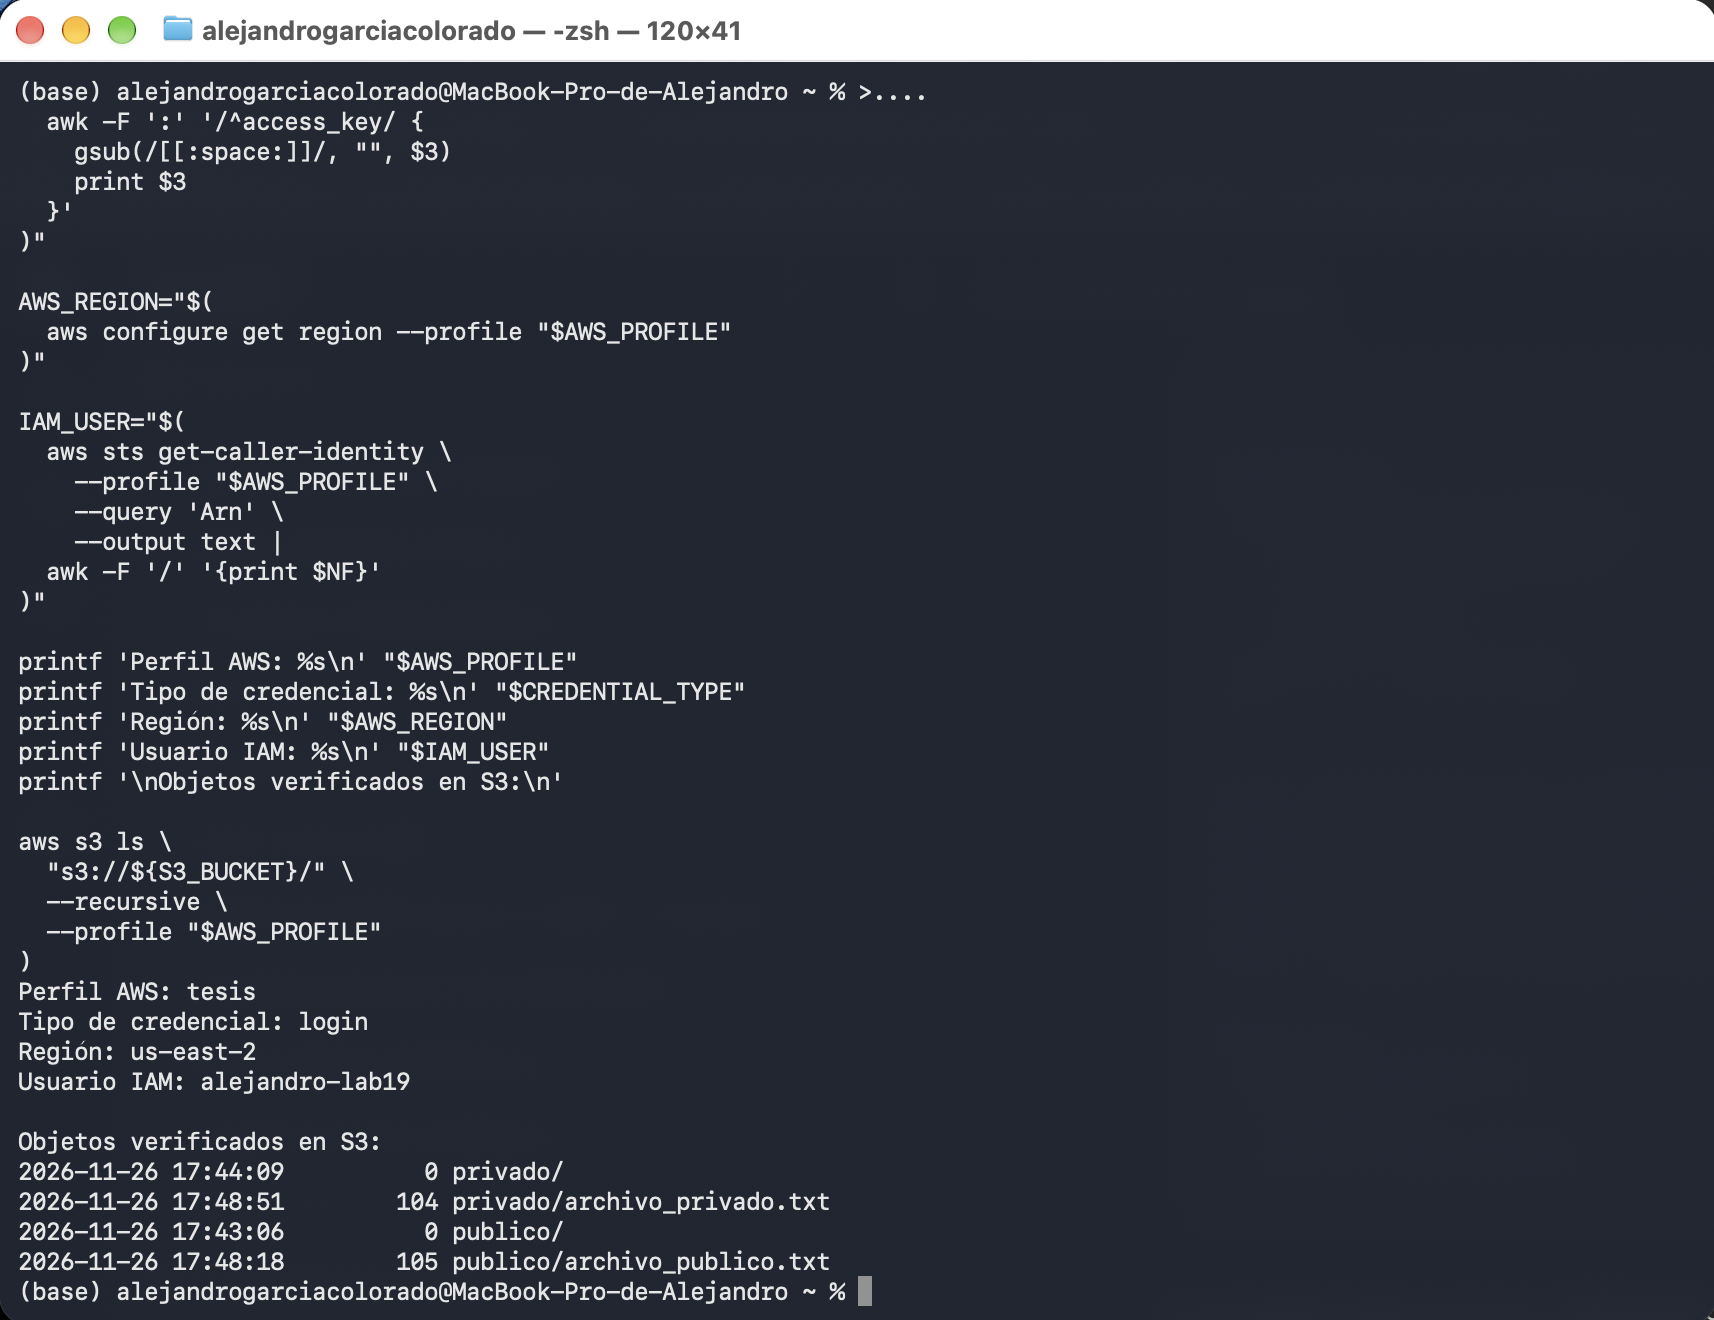 alejandrogarciacolorado — -zsh — 120×41
(base) alejandrogarciacolorado@MacBook-Pro-de-Alejandro ~ % >....
  awk -F ':' '/^access_key/ {
    gsub(/[[:space:]]/, "", $3)
    print $3
  }'
)"

AWS_REGION="$(
  aws configure get region --profile "$AWS_PROFILE"
)"

IAM_USER="$(
  aws sts get-caller-identity \
    --profile "$AWS_PROFILE" \
    --query 'Arn' \
    --output text |
  awk -F '/' '{print $NF}'
)"

printf 'Perfil AWS: %s\n' "$AWS_PROFILE"
printf 'Tipo de credencial: %s\n' "$CREDENTIAL_TYPE"
printf 'Región: %s\n' "$AWS_REGION"
printf 'Usuario IAM: %s\n' "$IAM_USER"
printf '\nObjetos verificados en S3:\n'

aws s3 ls \
  "s3://${S3_BUCKET}/" \
  --recursive \
  --profile "$AWS_PROFILE"
)
Perfil AWS: tesis
Tipo de credencial: login
Región: us-east-2
Usuario IAM: alejandro-lab19

Objetos verificados en S3:
2026-11-26 17:44:09          0 privado/
2026-11-26 17:48:51        104 privado/archivo_privado.txt
2026-11-26 17:43:06          0 publico/
2026-11-26 17:48:18        105 publico/archivo_publico.txt
(base) alejandrogarciacolorado@MacBook-Pro-de-Alejandro ~ %